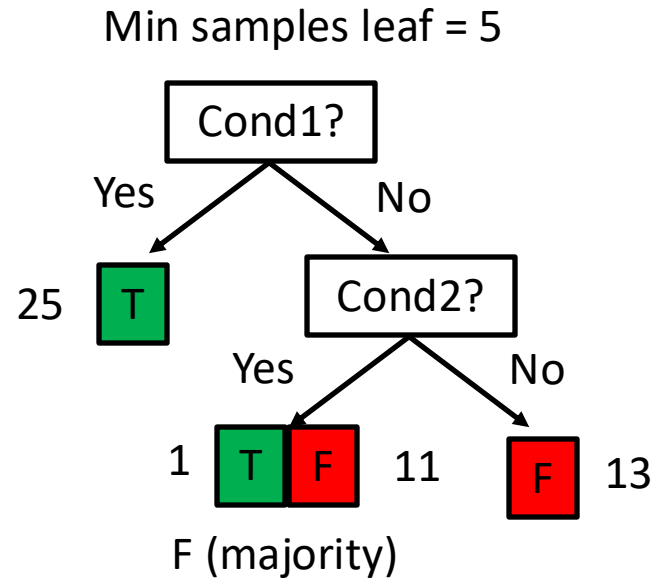 Min samples leaf = 5
Cond1?
Yes
No
25
T
Cond2?
Yes
No
1
T
F
11
F
13
F (majority)